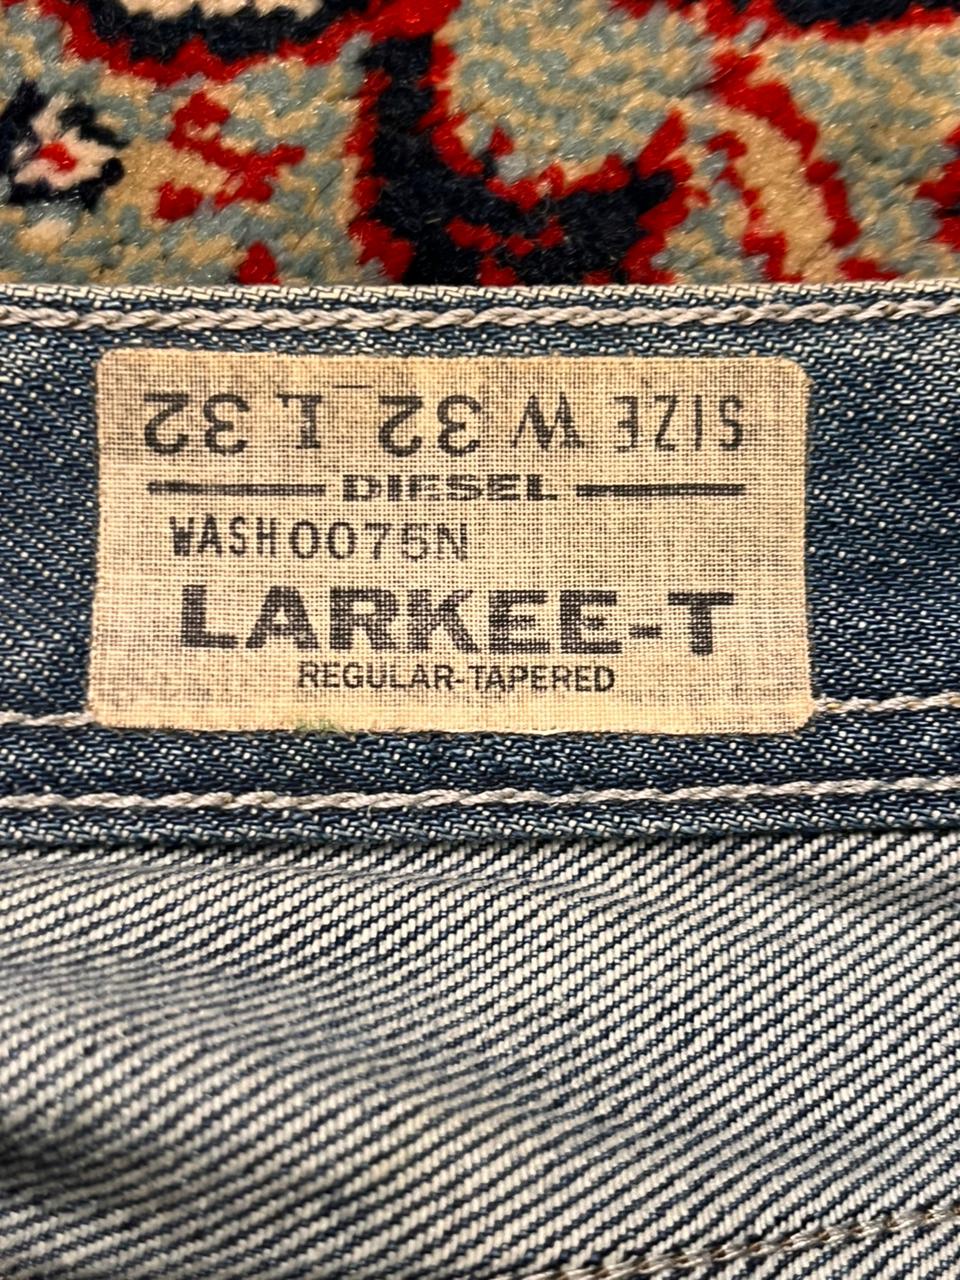 SIZE W 32 L 32
DIESEL
WASH0075N
LARKEE-T
REGULAR-TAPERED